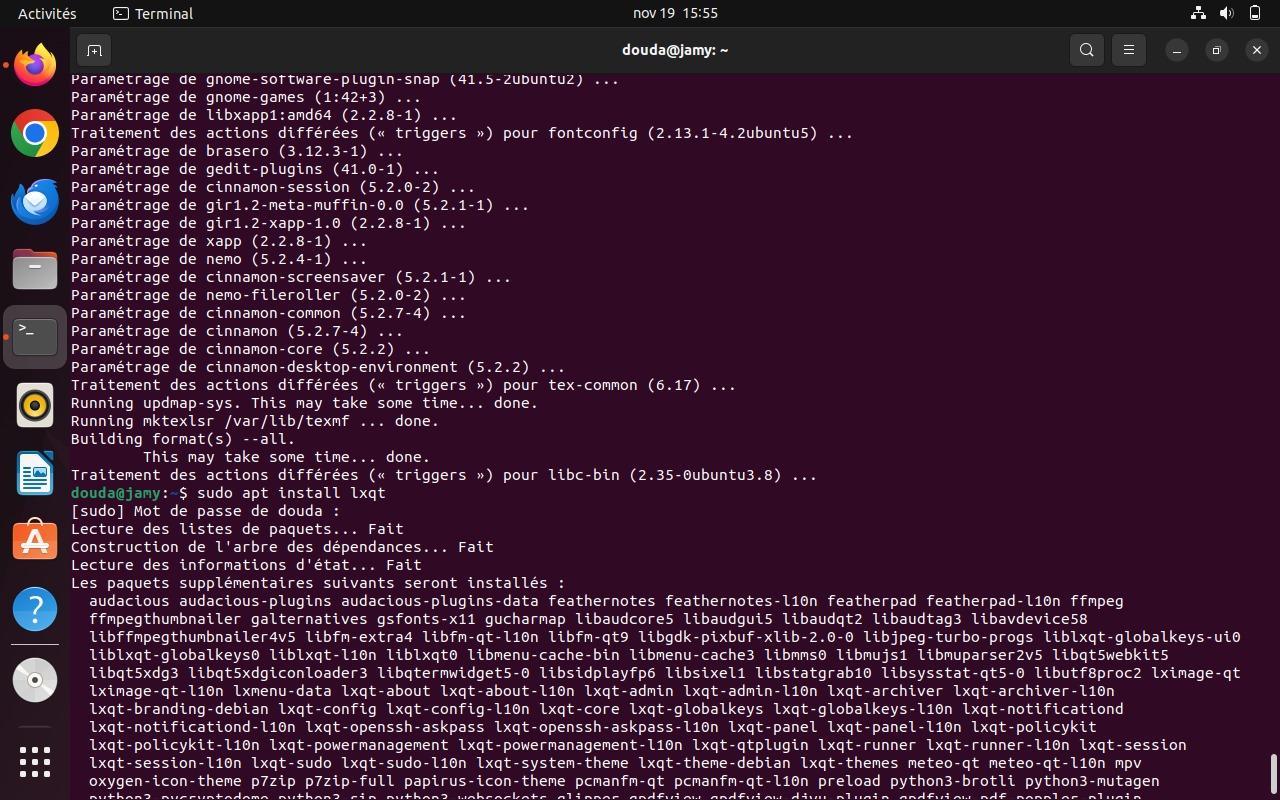 Activités
Terminal
nov 19 15:55
douda@jamy: ~
Paramétrage de gnome-software-plugin-snap (41.5-2ubuntu2) ...
Paramétrage de gnome-games (1:42+3) ...
Paramétrage de libxapp1:amd64 (2.2.8-1) ...
Traitement des actions différées (« triggers ») pour fontconfig (2.13.1-4.2ubuntu5) ...
Paramétrage de brasero (3.12.3-1) ...
Paramétrage de gedit-plugins (41.0-1) ...
Paramétrage de cinnamon-session (5.2.0-2) ...
Paramétrage de gir1.2-meta-muffin-0.0 (5.2.1-1) ...
Paramétrage de gir1.2-xapp-1.0 (2.2.8-1) ...
Paramétrage de xapp (2.2.8-1) ...
Paramétrage de nemo (5.2.4-1) ...
Paramétrage de cinnamon-screensaver (5.2.1-1) ...
Paramétrage de nemo-fileroller (5.2.0-2) ...
Paramétrage de cinnamon-common (5.2.7-4) ...
Paramétrage de cinnamon (5.2.7-4) ...
Paramétrage de cinnamon-core (5.2.2) ...
Paramétrage de cinnamon-desktop-environment (5.2.2) ...
Traitement des actions différées (« triggers ») pour tex-common (6.17) ...
Running updmap-sys. This may take some time... done.
Running mktexlsr /var/lib/texmf ... done.
Building format(s) --all.
        This may take some time... done.
Traitement des actions différées (« triggers ») pour libc-bin (2.35-0ubuntu3.8) ...
douda@jamy:~$ sudo apt install lxqt
[sudo] Mot de passe de douda :
Lecture des listes de paquets... Fait
Construction de l'arbre des dépendances... Fait
Lecture des informations d'état... Fait
Les paquets supplémentaires suivants seront installés :
  audacious audacious-plugins audacious-plugins-data feathernotes feathernotes-l10n featherpad featherpad-l10n ffmpeg
  ffmpegthumbnailer galternatives gsfonts-x11 gucharmap libaudcore5 libaudgui5 libaudqt2 libaudtag3 libavdevice58
  libffmpegthumbnailer4v5 libfm-extra4 libfm-qt-l10n libfm-qt9 libgdk-pixbuf-xlib-2.0-0 libjpeg-turbo-progs liblxqt-globalkeys-ui0
  liblxqt-globalkeys0 liblxqt-l10n liblxqt0 libmenu-cache-bin libmenu-cache3 libmms0 libmujs1 libmuparser2v5 libqt5webkit5
  libqt5xdg3 libqt5xdgiconloader3 libqtermwidget5-0 libsidplayfp6 libsixel1 libstatgrab10 libsysstat-qt5-0 libutf8proc2 lximage-qt
  lximage-qt-l10n lxmenu-data lxqt-about lxqt-about-l10n lxqt-admin lxqt-admin-l10n lxqt-archiver lxqt-archiver-l10n
  lxqt-branding-debian lxqt-config lxqt-config-l10n lxqt-core lxqt-globalkeys lxqt-globalkeys-l10n lxqt-notificationd
  lxqt-notificationd-l10n lxqt-openssh-askpass lxqt-openssh-askpass-l10n lxqt-panel lxqt-panel-l10n lxqt-policykit
  lxqt-policykit-l10n lxqt-powermanagement lxqt-powermanagement-l10n lxqt-qtplugin lxqt-runner lxqt-runner-l10n lxqt-session
  lxqt-session-l10n lxqt-sudo lxqt-sudo-l10n lxqt-system-theme lxqt-theme-debian lxqt-themes meteo-qt meteo-qt-l10n mpv
  oxygen-icon-theme p7zip p7zip-full papirus-icon-theme pcmanfm-qt pcmanfm-qt-l10n preload python3-brotli python3-mutagen
  python3-pycryptodome python3-sip python3-websockets qlipper qpdfview qpdfview-djvu-plugin qpdfview-pdf-poppler-plugin